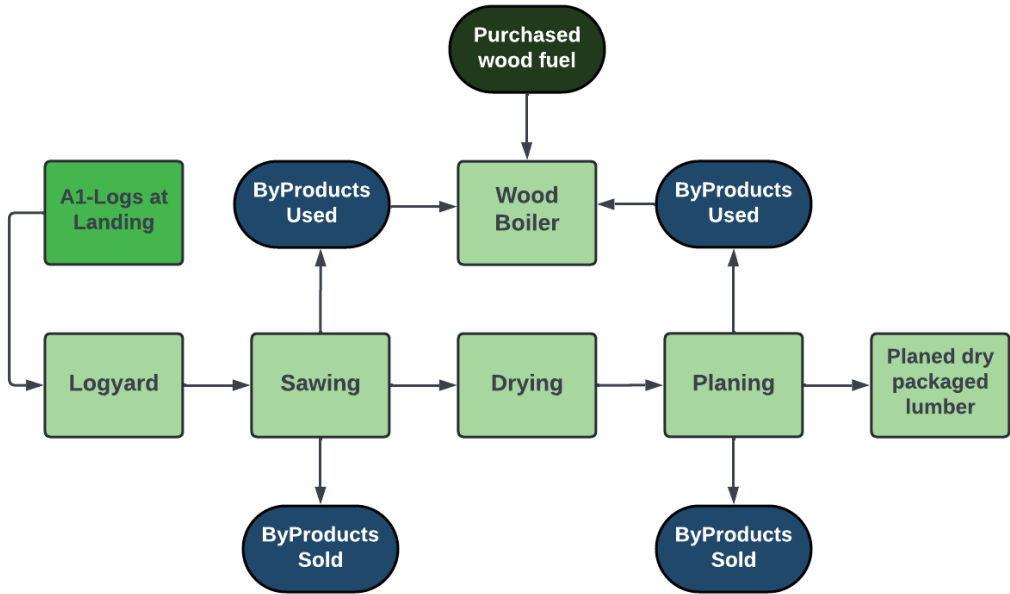 Purchased
wood fuel
A1-Logs at
Landing
ByProducts
Used
Wood
Boiler
ByProducts
Used
Logyard
Sawing
Drying
Planing
Planed dry
packaged
lumber
ByProducts
Sold
ByProducts
Sold